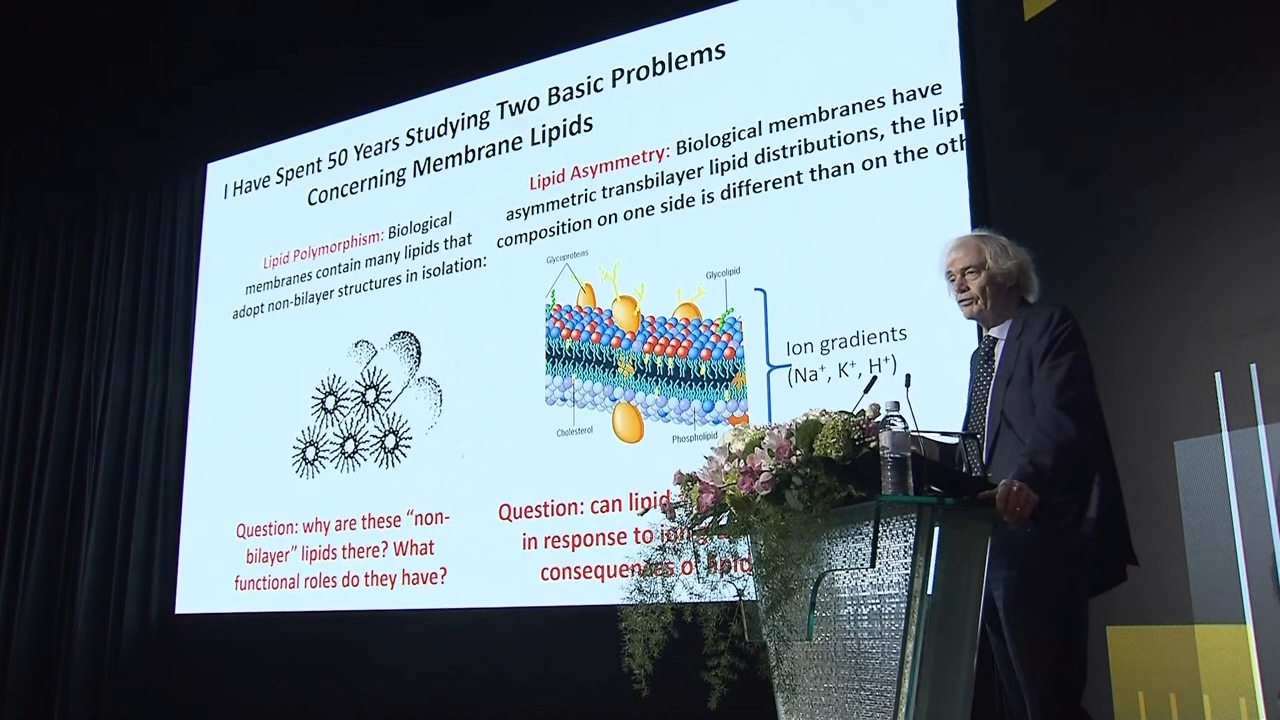 I Have Spent 50 Years Studying Two Basic Problems
Concerning Membrane Lipids
Lipid Polymorphism: Biological
membranes contain many lipids that
adopt non-bilayer structures in isolation:
Question: why are these “non-
bilayer” lipids there? What
functional roles do they have?
Lipid Asymmetry: Biological membranes have
asymmetric transbilayer lipid distributions, the lipi
composition on one side is different than on the oth
Glycoproteins
Glycolipid
Cholesterol
Phospholipid
Ion gradients
(Na⁺, K⁺, H⁺)
Question: can lipid
in response to ion
consequences of lipid